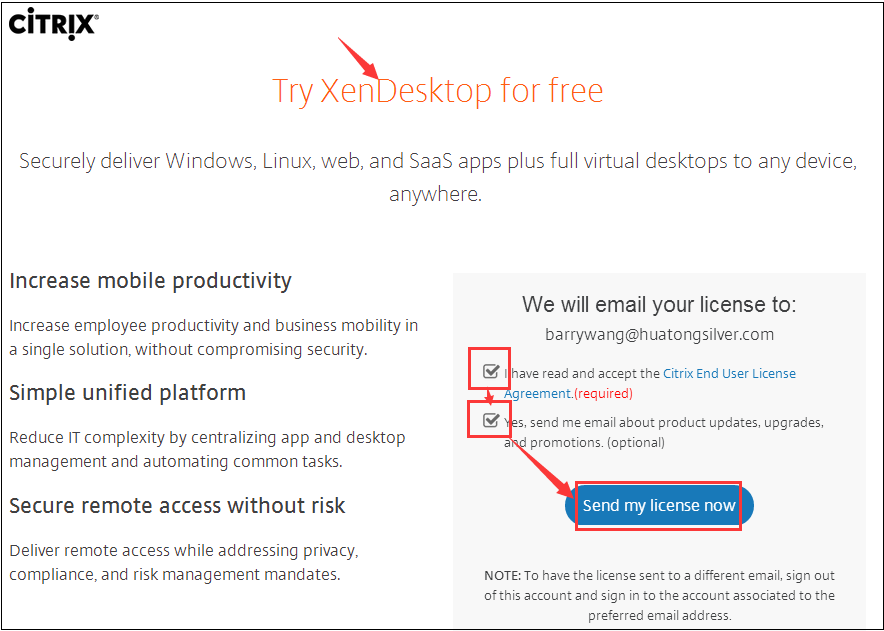 CITRIX®
Try XenDesktop for free
Securely deliver Windows, Linux, web, and SaaS apps plus full virtual desktops to any device,
anywhere.
Increase mobile productivity
Increase employee productivity and business mobility in
a single solution, without compromising security.
Simple unified platform
Reduce IT complexity by centralizing app and desktop
management and automating common tasks.
Secure remote access without risk
Deliver remote access while addressing privacy,
compliance, and risk management mandates.
We will email your license to:
barrywang@huatongsilver.com
I have read and accept the Citrix End User License
Agreement.(required)
Yes, send me email about product updates, upgrades,
and promotions. (optional)
Send my license now
NOTE: To have the license sent to a different email, sign out
of this account and sign in to the account associated to the
preferred email address.